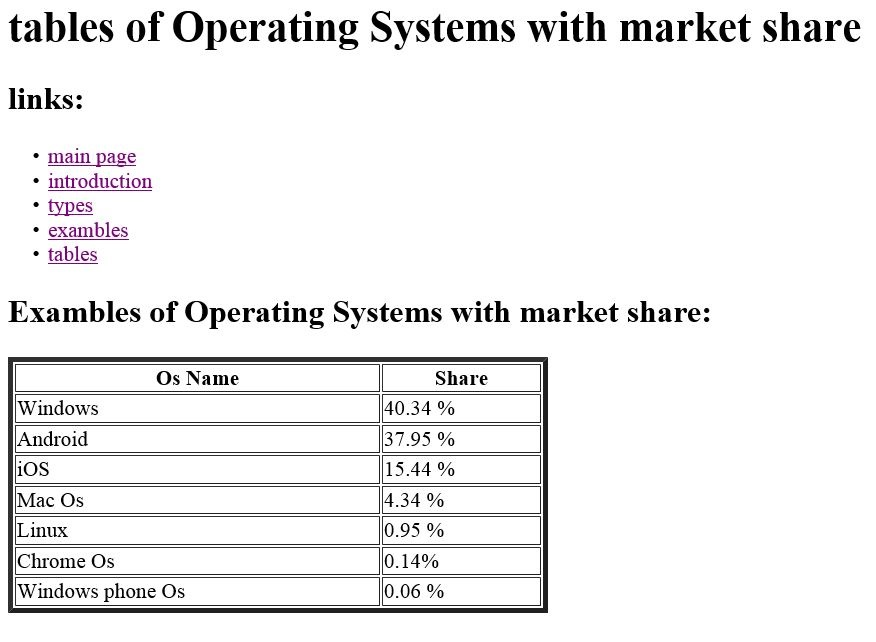 tables of Operating Systems with market share
links:
• main page
• introduction
• types
• exambles
• tables
Exambles of Operating Systems with market share:
Os Name Share
Windows 40.34 %
Android 37.95 %
iOS 15.44 %
Mac Os 4.34 %
Linux 0.95 %
Chrome Os 0.14%
Windows phone Os 0.06 %